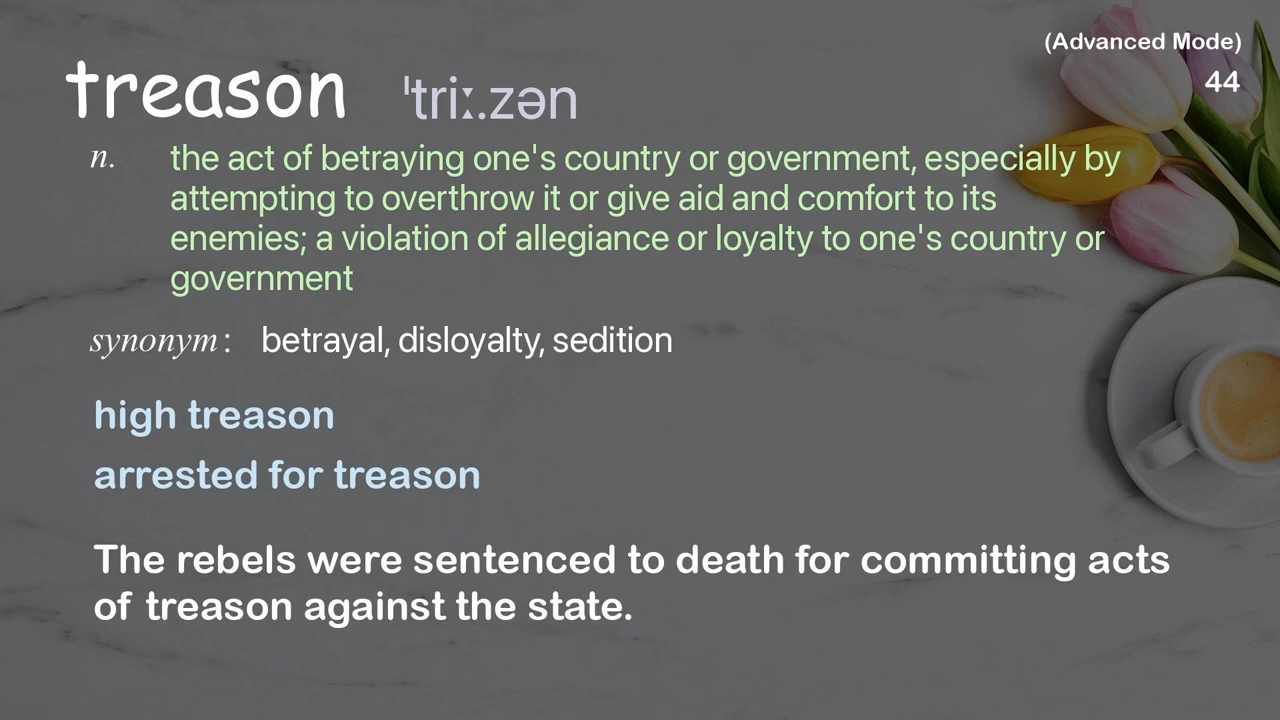 (Advanced Mode)
treason ˈtriː.zən
44
n. the act of betraying one's country or government, especially by
attempting to overthrow it or give aid and comfort to its
enemies; a violation of allegiance or loyalty to one's country or
government
synonym: betrayal, disloyalty, sedition
high treason
arrested for treason
The rebels were sentenced to death for committing acts
of treason against the state.